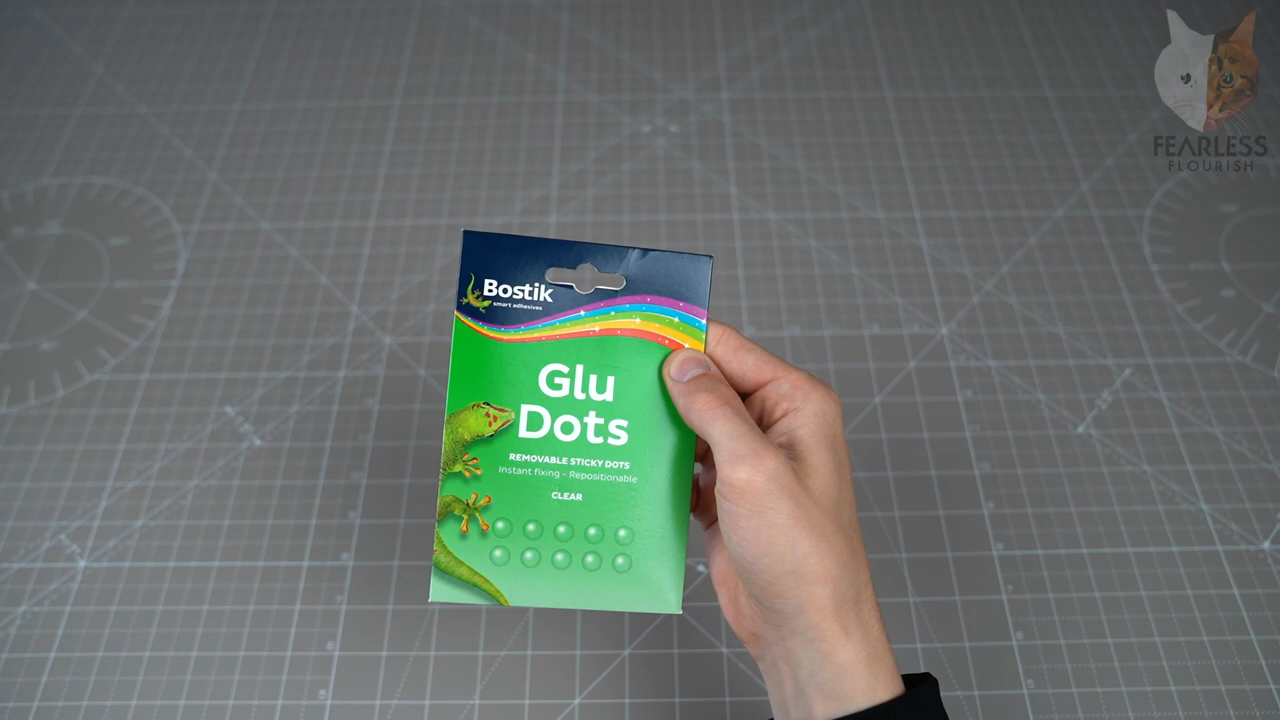 FEARLESS
FLOURISH
Bostik
smart adhesives
Glu
Dots
REMOVABLE STICKY DOTS
Instant fixing - Repositionable
CLEAR